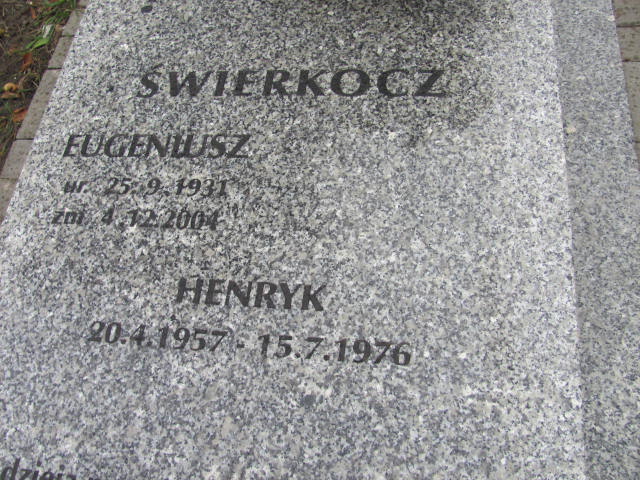 ŚWIERKOCZ
EUGENIUSZ
ur. 25.9.1931
zm. 4.12.2004
HENRYK
20.4.1957 - 15.7.1976